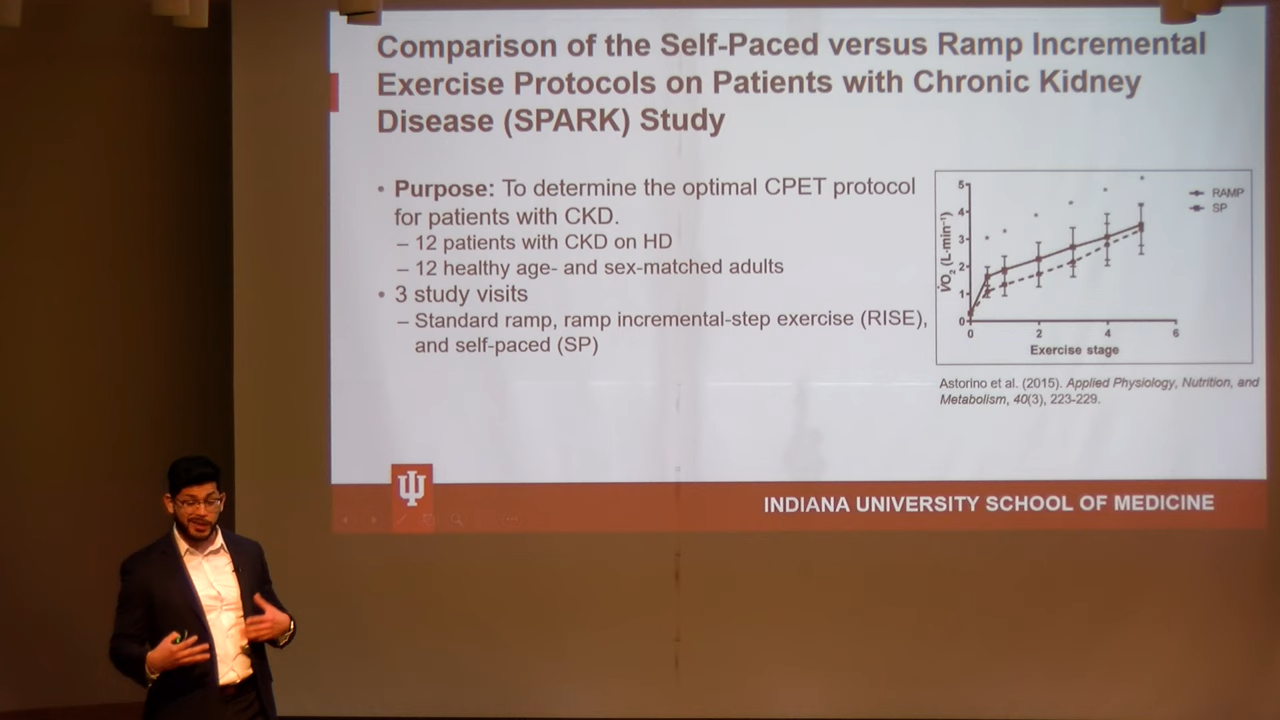 Comparison of the Self-Paced versus Ramp Incremental
Exercise Protocols on Patients with Chronic Kidney
Disease (SPARK) Study
• Purpose: To determine the optimal CPET protocol
for patients with CKD.
– 12 patients with CKD on HD
– 12 healthy age- and sex-matched adults
• 3 study visits
– Standard ramp, ramp incremental-step exercise (RISE),
and self-paced (SP)
V̇O₂ (L·min⁻¹)
5
4
3
2
1
0
0 2 4 6
Exercise stage
RAMP
SP
Astorino et al. (2015). Applied Physiology, Nutrition, and
Metabolism, 40(3), 223-229.
INDIANA UNIVERSITY SCHOOL OF MEDICINE